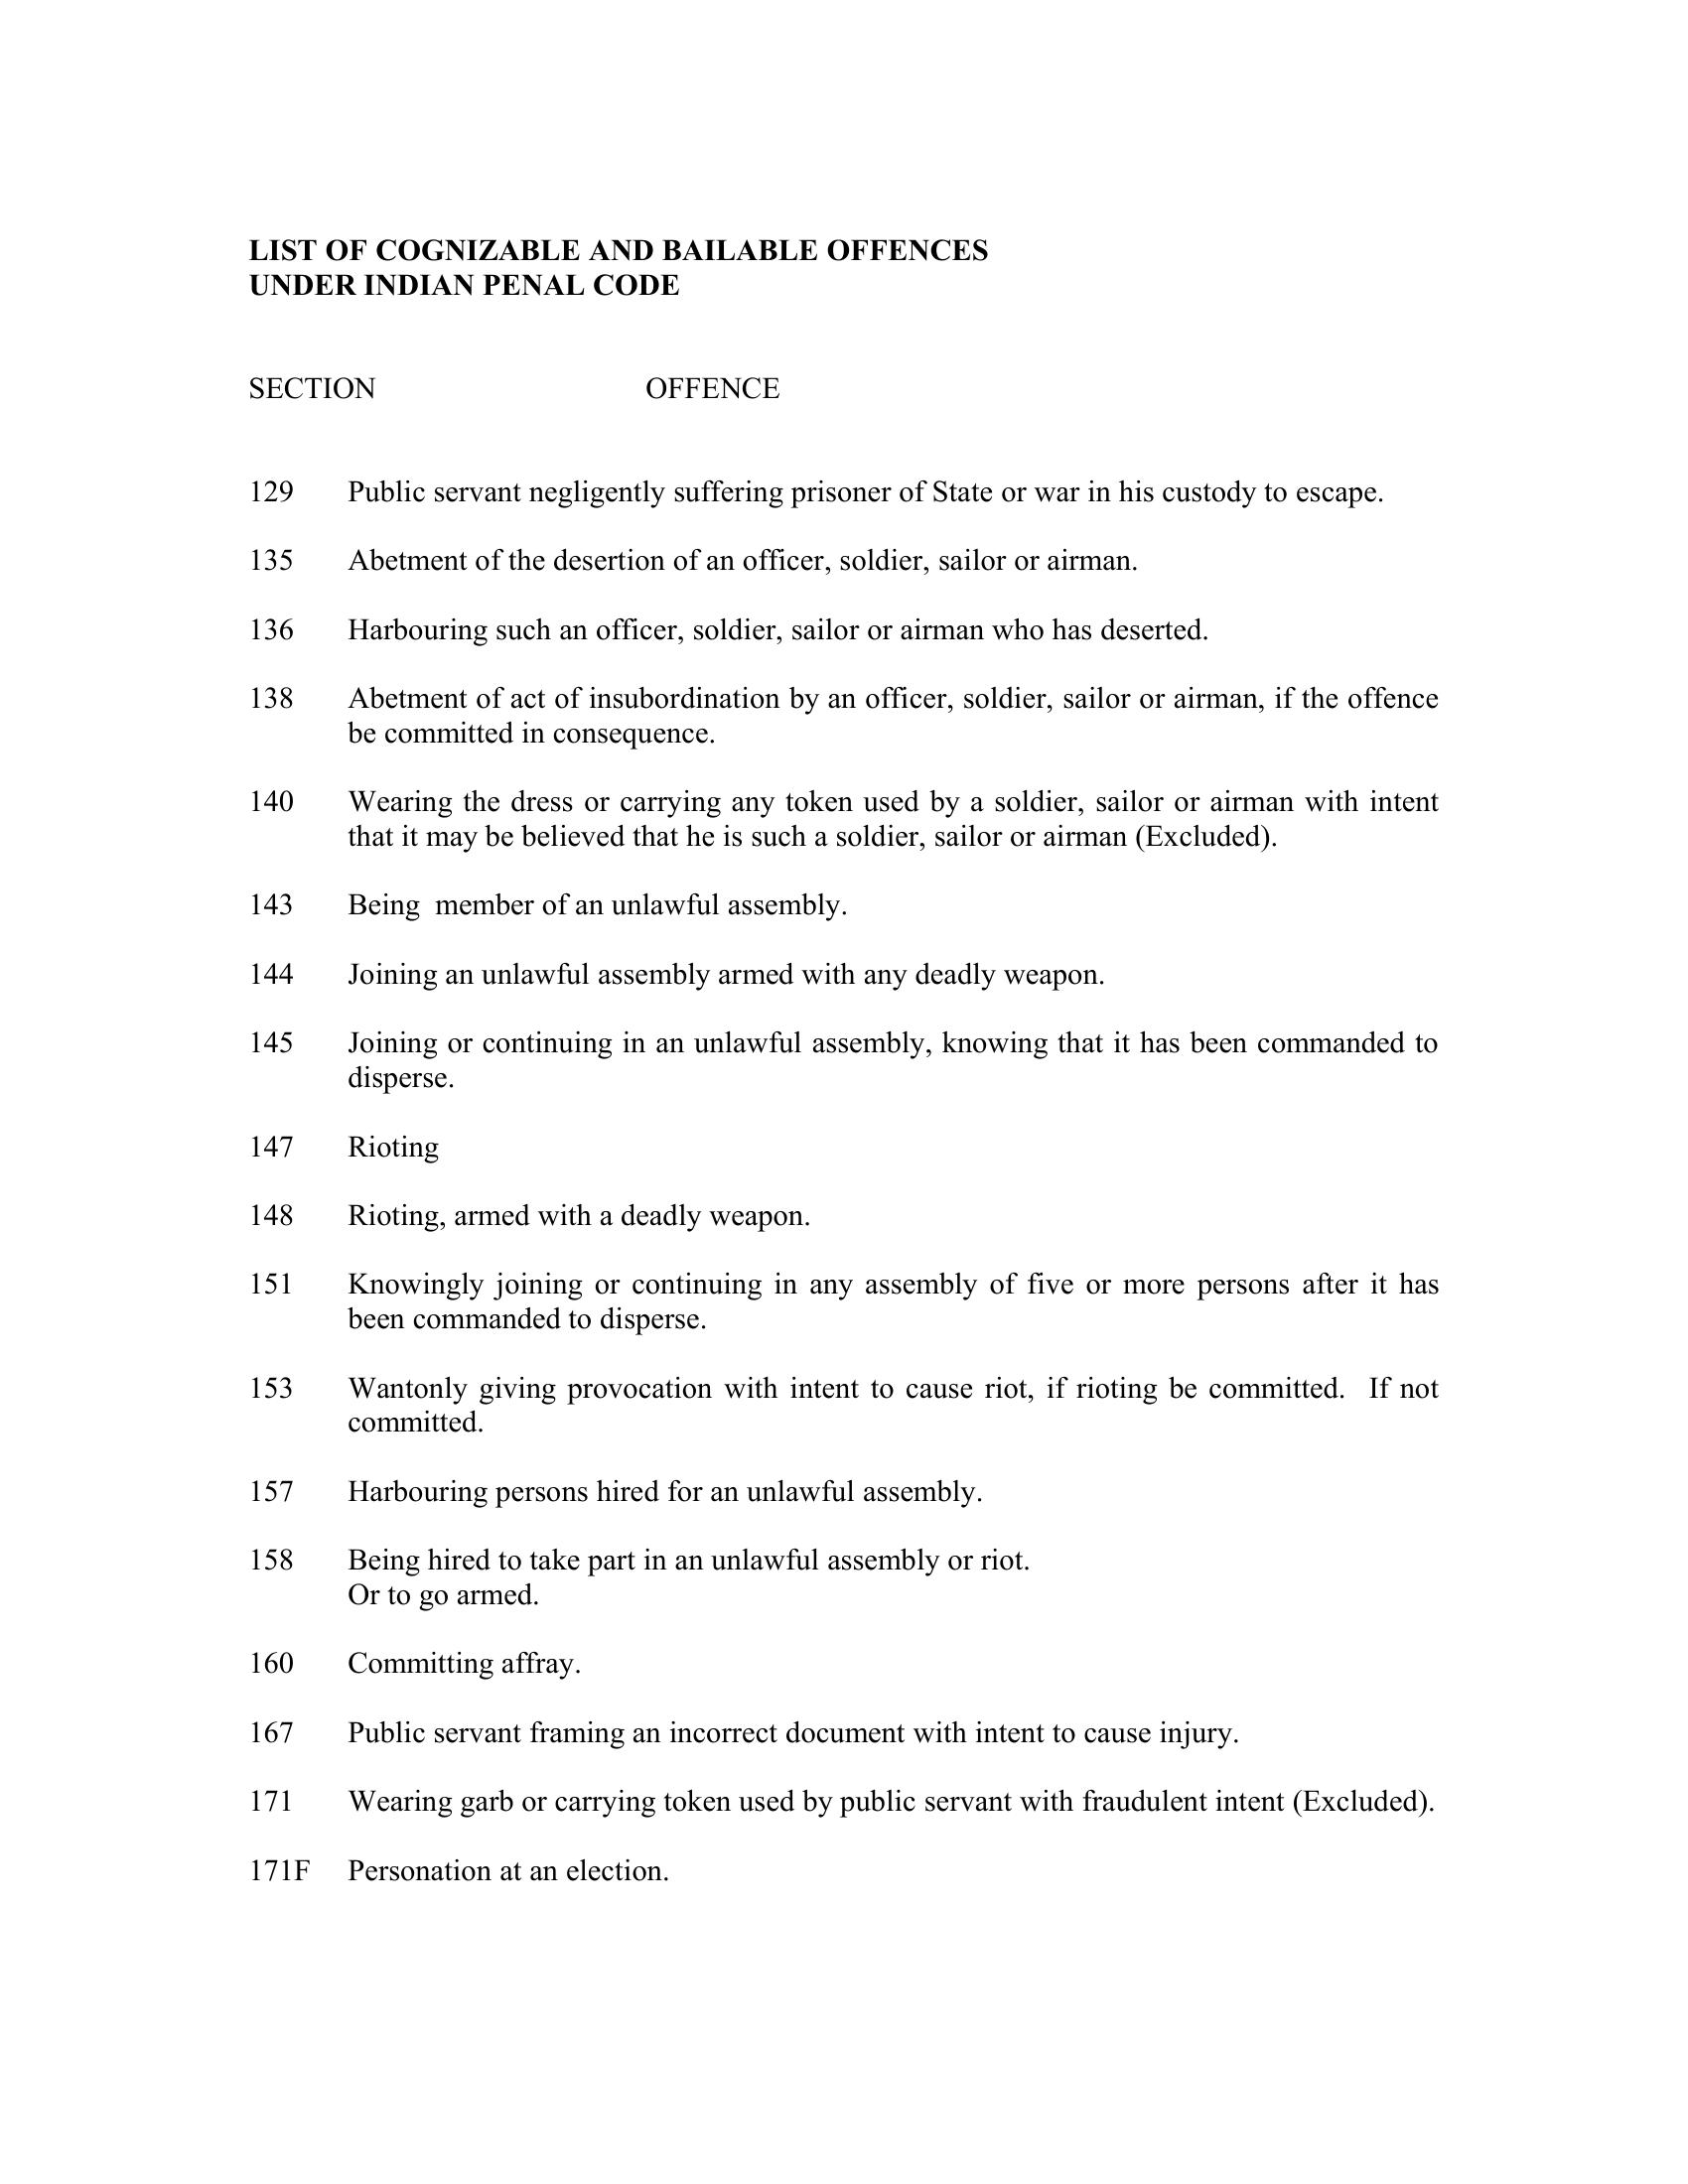 LIST OF COGNIZABLE AND BAILABLE OFFENCES
UNDER INDIAN PENAL CODE
SECTION OFFENCE
129 Public servant negligently suffering prisoner of State or war in his custody to escape.
135 Abetment of the desertion of an officer, soldier, sailor or airman.
136 Harbouring such an officer, soldier, sailor or airman who has deserted.
138 Abetment of act of insubordination by an officer, soldier, sailor or airman, if the offence
be committed in consequence.
140 Wearing the dress or carrying any token used by a soldier, sailor or airman with intent
that it may be believed that he is such a soldier, sailor or airman (Excluded).
143 Being  member of an unlawful assembly.
144 Joining an unlawful assembly armed with any deadly weapon.
145 Joining or continuing in an unlawful assembly, knowing that it has been commanded to
disperse.
147 Rioting
148 Rioting, armed with a deadly weapon.
151 Knowingly joining or continuing in any assembly of five or more persons after it has
been commanded to disperse.
153 Wantonly giving provocation with intent to cause riot, if rioting be committed.  If not
committed.
157 Harbouring persons hired for an unlawful assembly.
158 Being hired to take part in an unlawful assembly or riot.
Or to go armed.
160 Committing affray.
167 Public servant framing an incorrect document with intent to cause injury.
171 Wearing garb or carrying token used by public servant with fraudulent intent (Excluded).
171F Personation at an election.